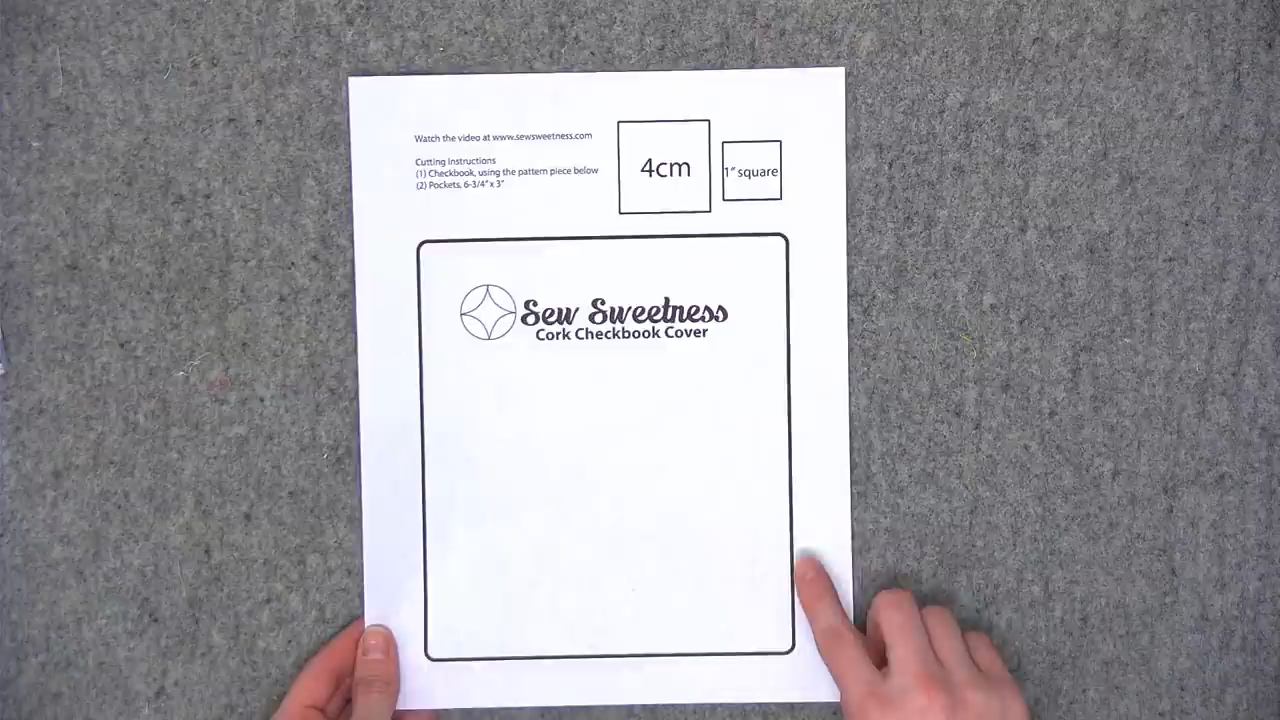 Watch the video at www.sewsweetness.com
Cutting Instructions
(1) Checkbook, using the pattern piece below
(2) Pockets, 6-3/4" x 3"
4cm
1" square
Sew Sweetness
Cork Checkbook Cover